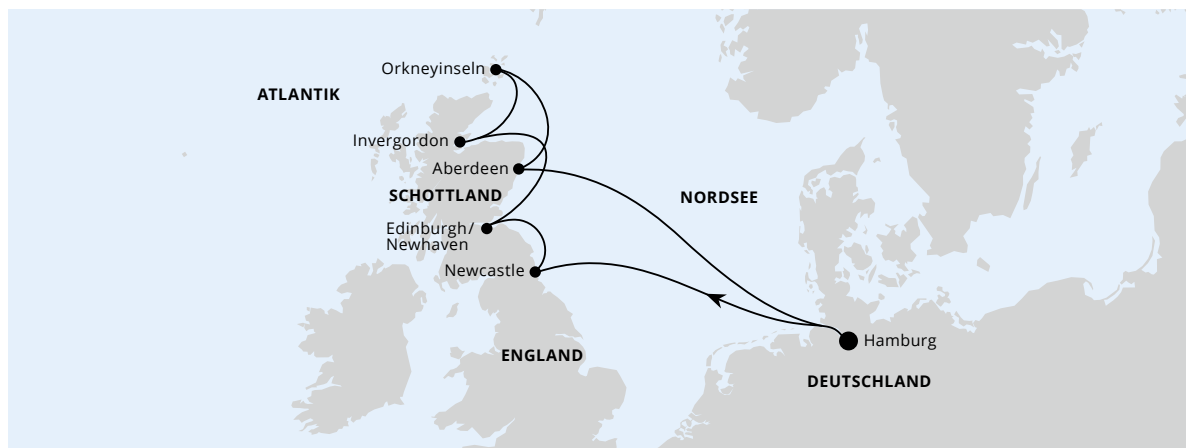 Orkneyinseln
ATLANTIK
Invergordon
Aberdeen
SCHOTTLAND
NORDSEE
Edinburgh/
Newhaven
Newcastle
Hamburg
ENGLAND
DEUTSCHLAND